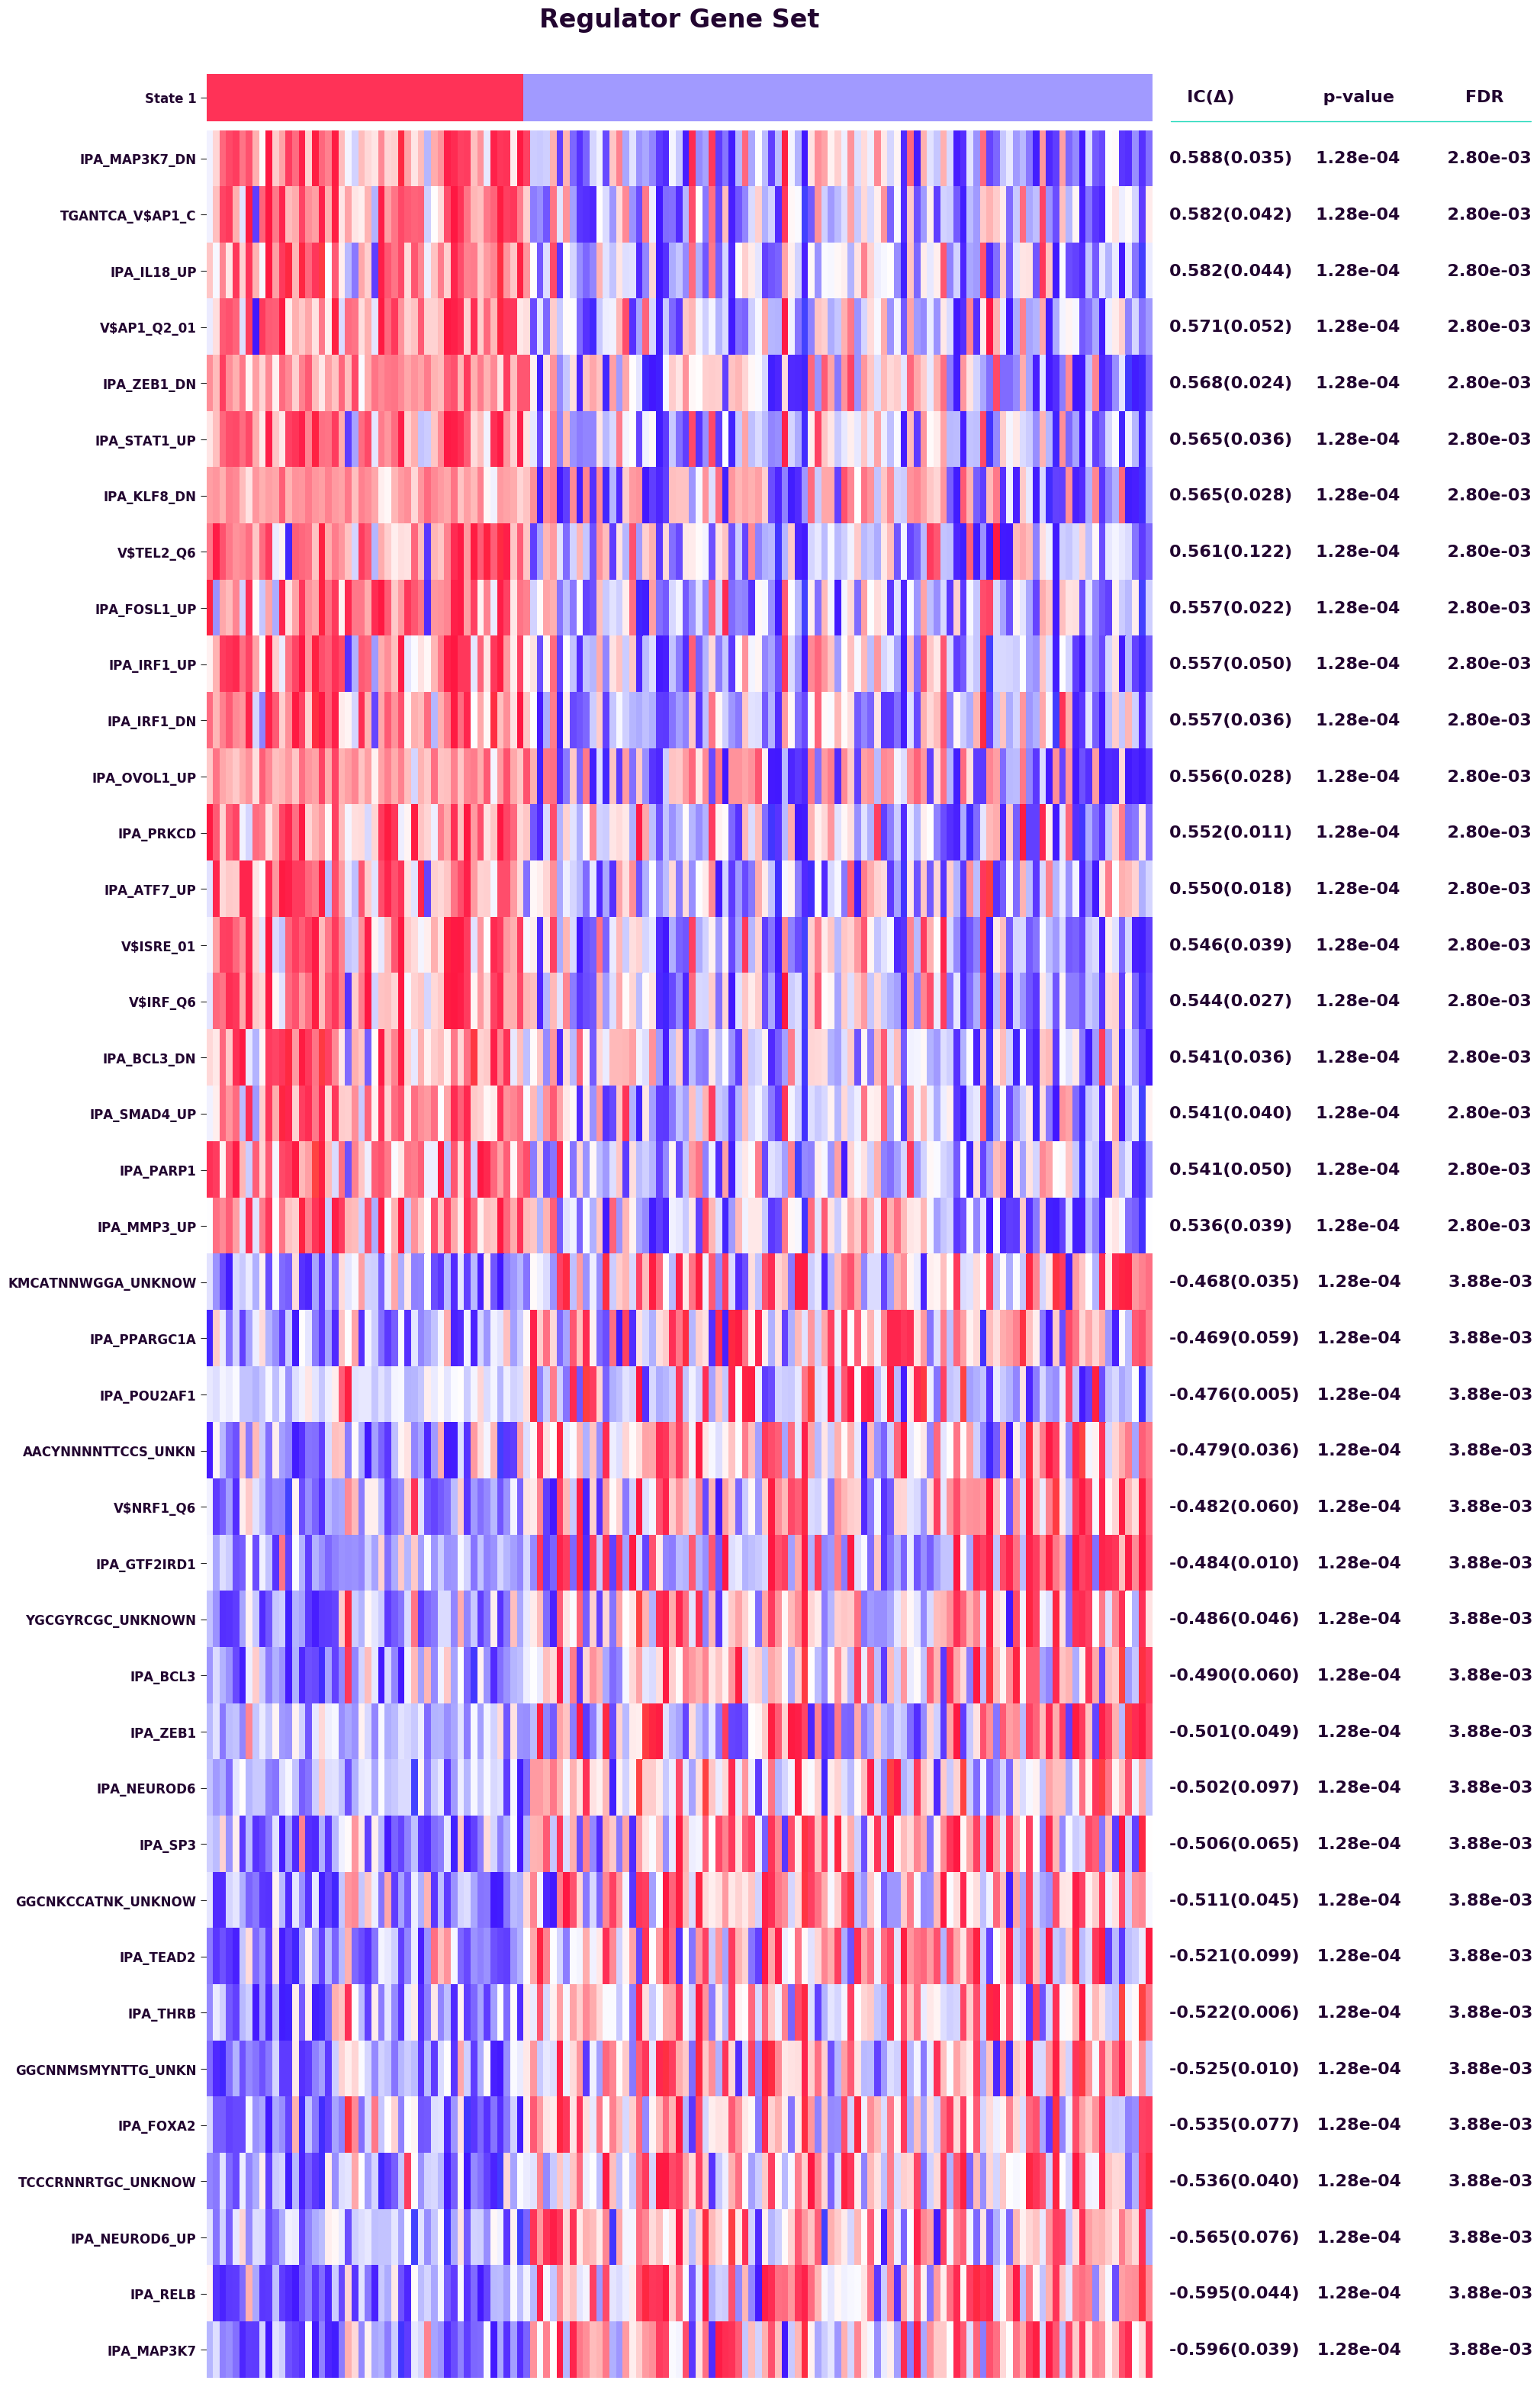 Regulator Gene Set
State 1 IC(Δ) p-value FDR
IPA_MAP3K7_DN 0.588(0.035) 1.28e-04 2.80e-03
TGANTCA_V$AP1_C 0.582(0.042) 1.28e-04 2.80e-03
IPA_IL18_UP 0.582(0.044) 1.28e-04 2.80e-03
V$AP1_Q2_01 0.571(0.052) 1.28e-04 2.80e-03
IPA_ZEB1_DN 0.568(0.024) 1.28e-04 2.80e-03
IPA_STAT1_UP 0.565(0.036) 1.28e-04 2.80e-03
IPA_KLF8_DN 0.565(0.028) 1.28e-04 2.80e-03
V$TEL2_Q6 0.561(0.122) 1.28e-04 2.80e-03
IPA_FOSL1_UP 0.557(0.022) 1.28e-04 2.80e-03
IPA_IRF1_UP 0.557(0.050) 1.28e-04 2.80e-03
IPA_IRF1_DN 0.557(0.036) 1.28e-04 2.80e-03
IPA_OVOL1_UP 0.556(0.028) 1.28e-04 2.80e-03
IPA_PRKCD 0.552(0.011) 1.28e-04 2.80e-03
IPA_ATF7_UP 0.550(0.018) 1.28e-04 2.80e-03
V$ISRE_01 0.546(0.039) 1.28e-04 2.80e-03
V$IRF_Q6 0.544(0.027) 1.28e-04 2.80e-03
IPA_BCL3_DN 0.541(0.036) 1.28e-04 2.80e-03
IPA_SMAD4_UP 0.541(0.040) 1.28e-04 2.80e-03
IPA_PARP1 0.541(0.050) 1.28e-04 2.80e-03
IPA_MMP3_UP 0.536(0.039) 1.28e-04 2.80e-03
KMCATNNWGGA_UNKNOW -0.468(0.035) 1.28e-04 3.88e-03
IPA_PPARGC1A -0.469(0.059) 1.28e-04 3.88e-03
IPA_POU2AF1 -0.476(0.005) 1.28e-04 3.88e-03
AACYNNNNTTCCS_UNKN -0.479(0.036) 1.28e-04 3.88e-03
V$NRF1_Q6 -0.482(0.060) 1.28e-04 3.88e-03
IPA_GTF2IRD1 -0.484(0.010) 1.28e-04 3.88e-03
YGCGYRCGC_UNKNOWN -0.486(0.046) 1.28e-04 3.88e-03
IPA_BCL3 -0.490(0.060) 1.28e-04 3.88e-03
IPA_ZEB1 -0.501(0.049) 1.28e-04 3.88e-03
IPA_NEUROD6 -0.502(0.097) 1.28e-04 3.88e-03
IPA_SP3 -0.506(0.065) 1.28e-04 3.88e-03
GGCNKCCATNK_UNKNOW -0.511(0.045) 1.28e-04 3.88e-03
IPA_TEAD2 -0.521(0.099) 1.28e-04 3.88e-03
IPA_THRB -0.522(0.006) 1.28e-04 3.88e-03
GGCNNMSMYNTTG_UNKN -0.525(0.010) 1.28e-04 3.88e-03
IPA_FOXA2 -0.535(0.077) 1.28e-04 3.88e-03
TCCCRNNRTGC_UNKNOW -0.536(0.040) 1.28e-04 3.88e-03
IPA_NEUROD6_UP -0.565(0.076) 1.28e-04 3.88e-03
IPA_RELB -0.595(0.044) 1.28e-04 3.88e-03
IPA_MAP3K7 -0.596(0.039) 1.28e-04 3.88e-03